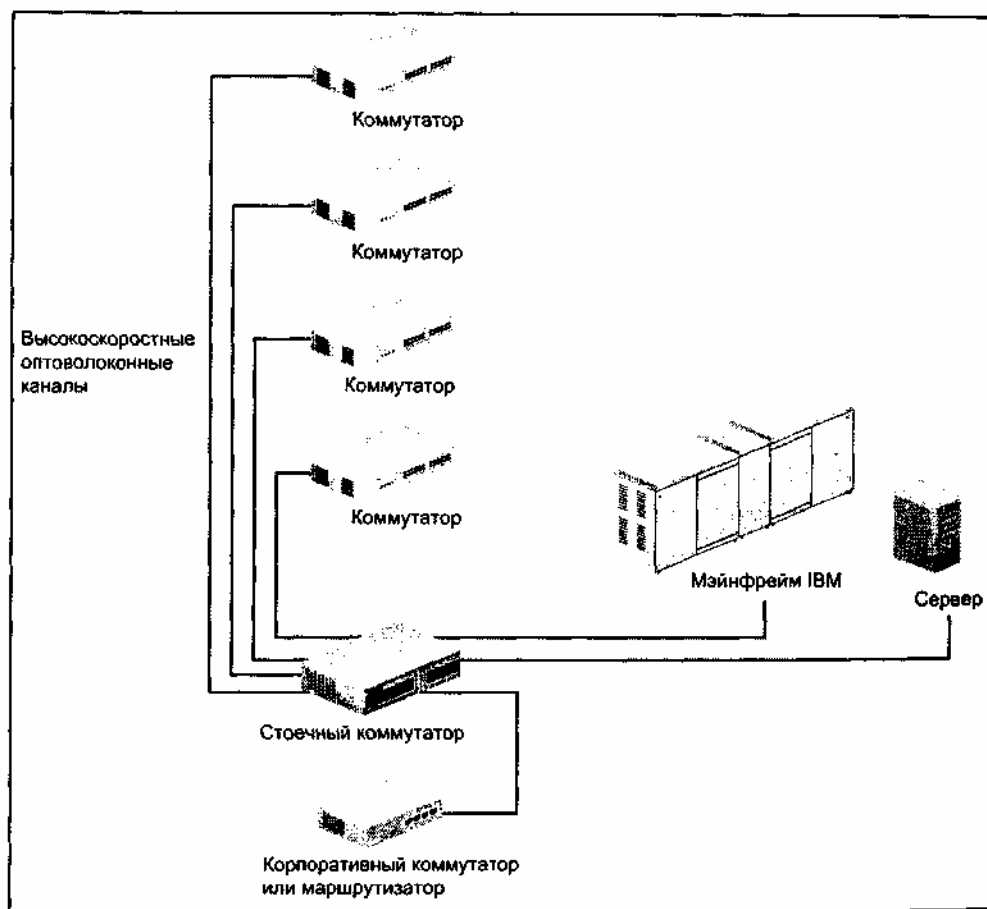 Коммутатор
Коммутатор
Высокоскоростные
оптоволоконные
каналы
Коммутатор
Коммутатор
Мэйнфрейм IBM
Сервер
Стоечный коммутатор
Корпоративный коммутатор
или маршрутизатор